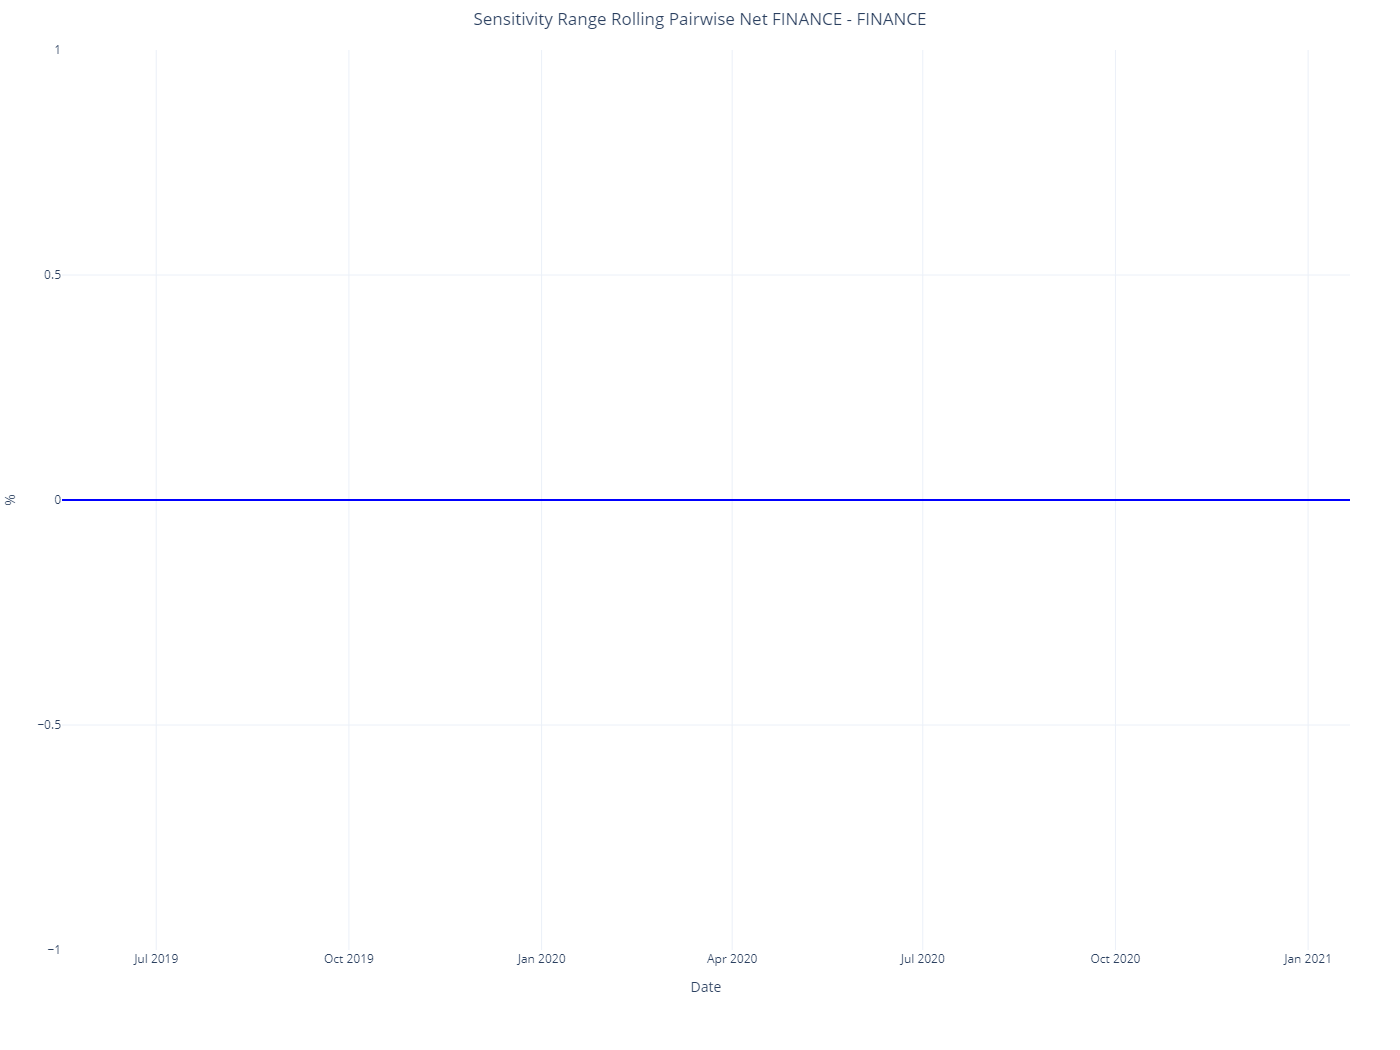 Sensitivity Range Rolling Pairwise Net FINANCE - FINANCE
1
0.5
%
0
−0.5
−1
Jul 2019 Oct 2019 Jan 2020 Apr 2020 Jul 2020 Oct 2020 Jan 2021
Date